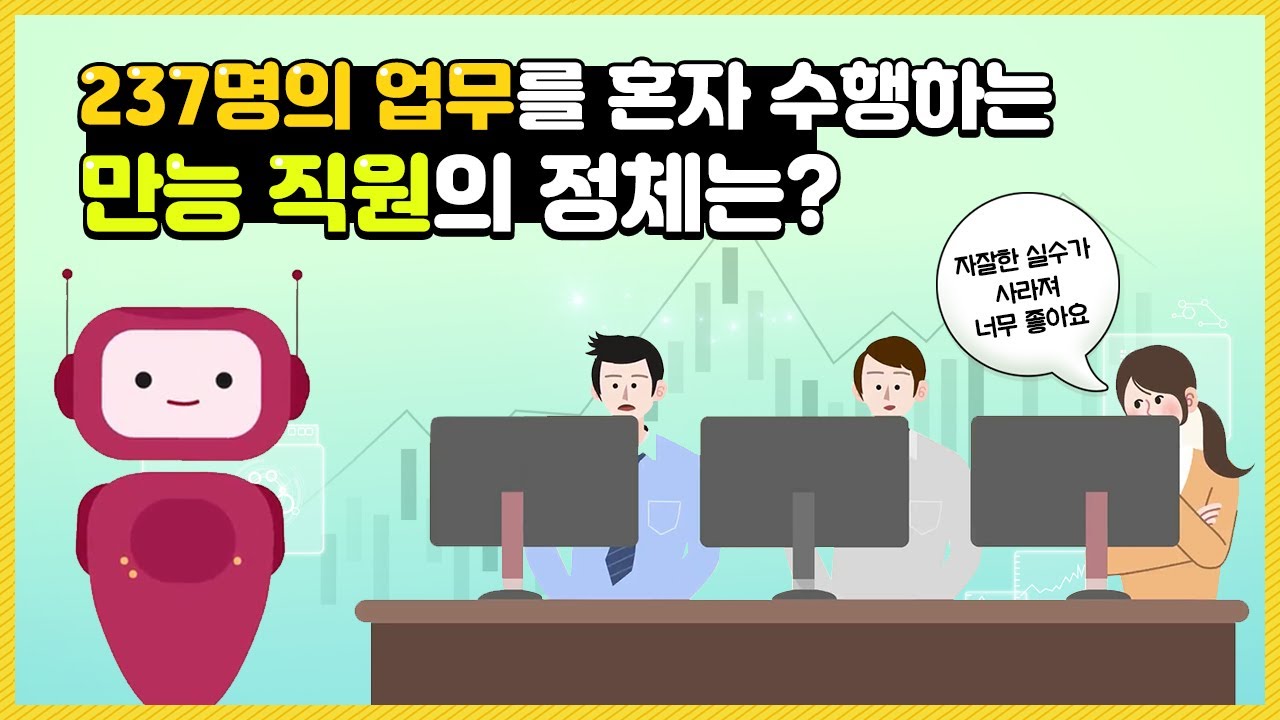 237명의 업무를 혼자 수행하는
만능 직원의 정체는?
자잘한 실수가
사라져
너무 좋아요